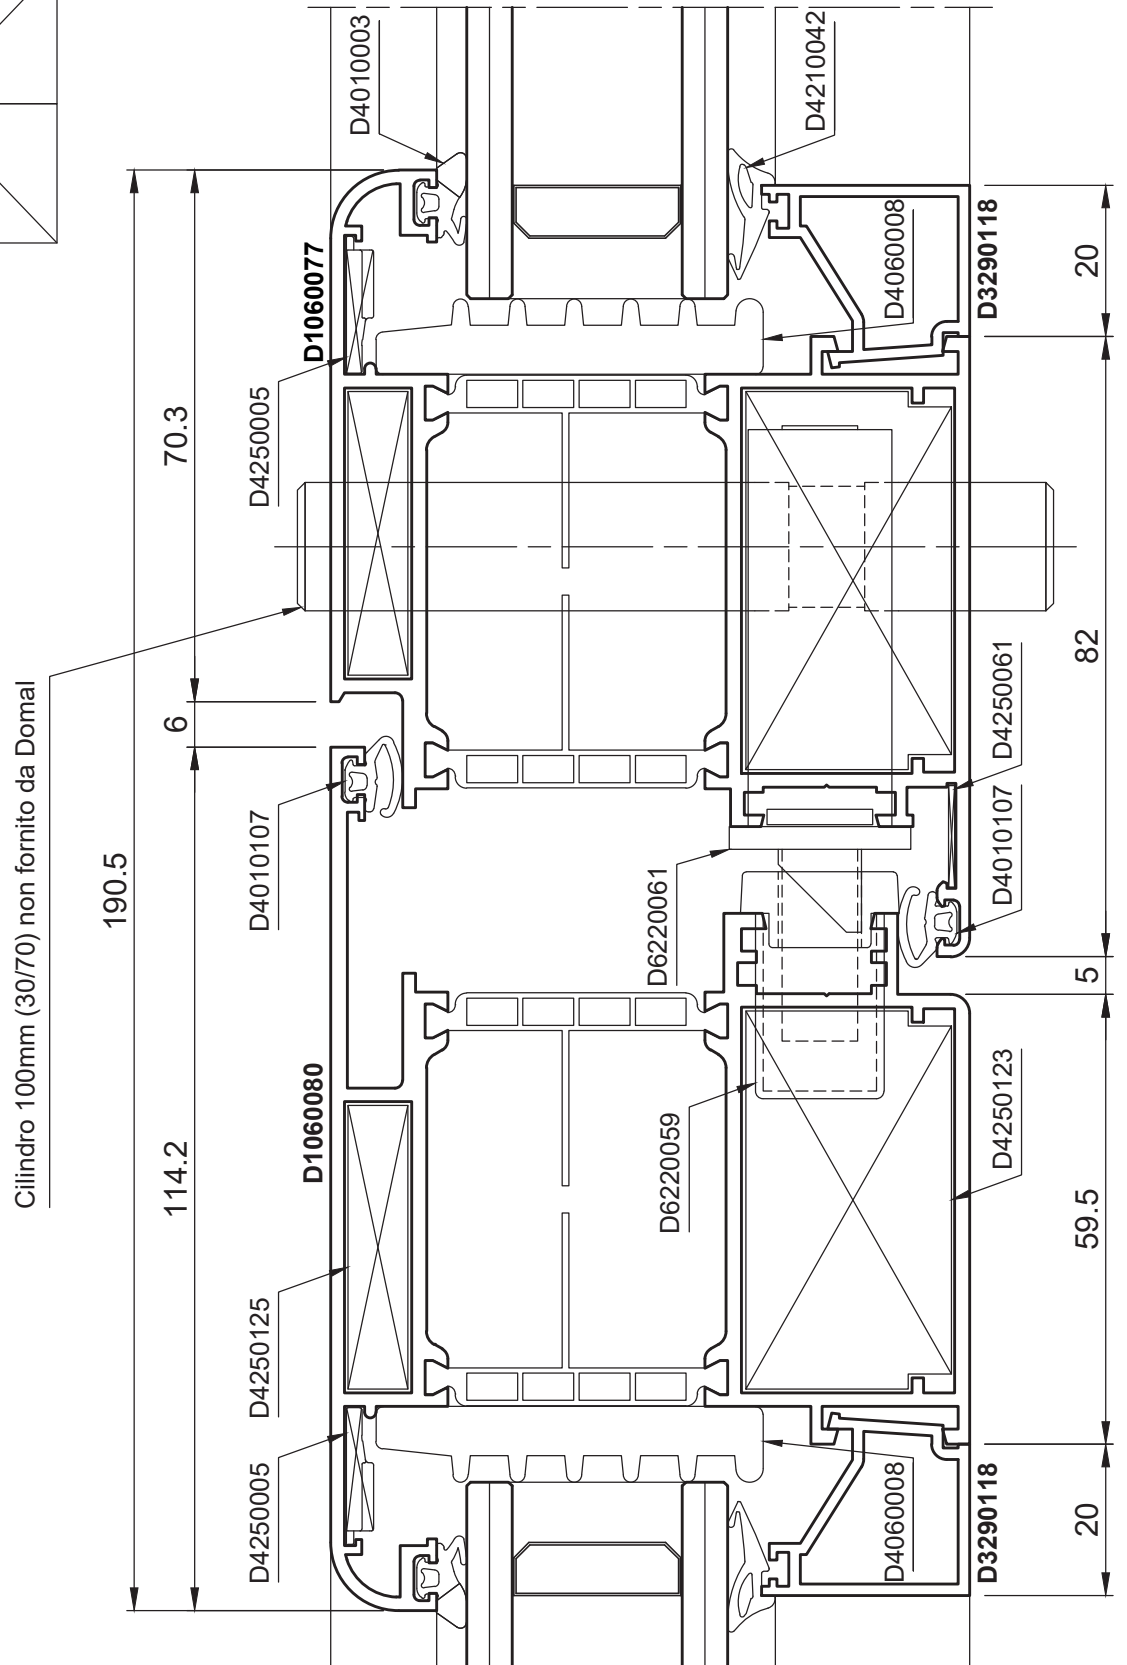 Cilindro 100mm (30/70) non fornito da Domal
190.5
114.2
6
70.3
D4250005
D4250125
D4010107
D4250005
D1060080
D1060077
D4010003
D6220059
D6220061
D4210042
D4060008
D4060008
D3290118
D4250123
D4010107
D4250061
D3290118
20
59.5
5
82
20